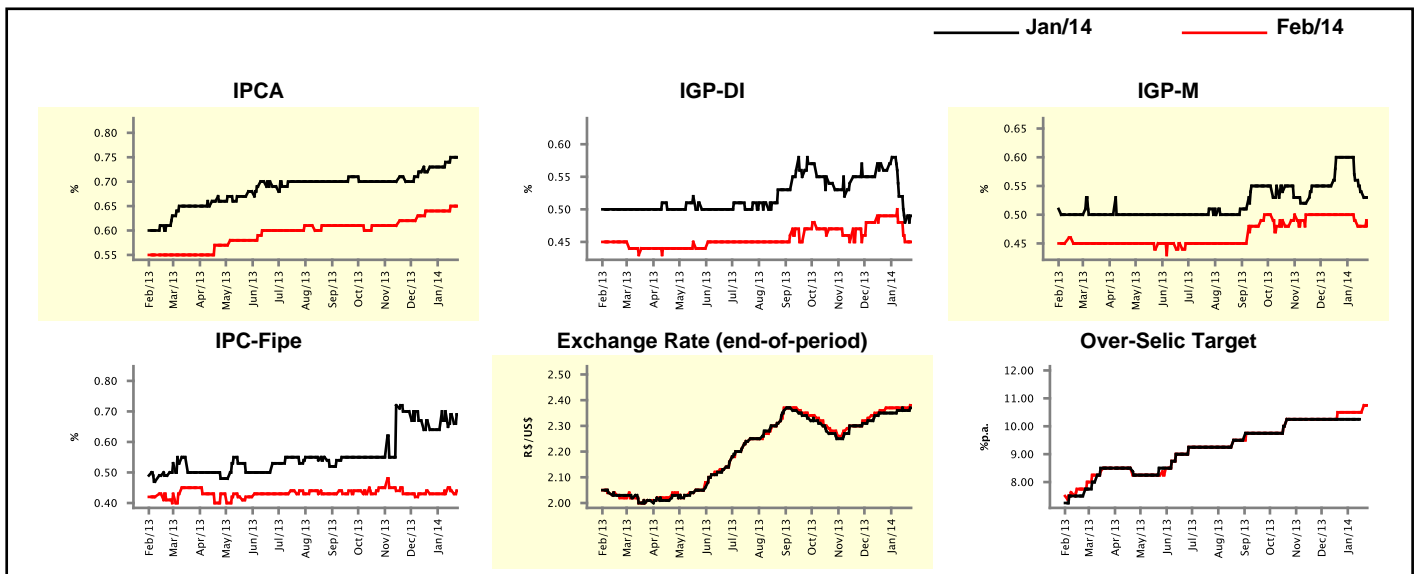 Jan/14
Feb/14
IPCA
%
0.80
0.75
0.70
0.65
0.60
0.55
Feb/13
Mar/13
Apr/13
May/13
Jun/13
Jul/13
Aug/13
Sep/13
Oct/13
Nov/13
Dec/13
Jan/14
IGP-DI
%
0.60
0.55
0.50
0.45
Feb/13
Mar/13
Apr/13
May/13
Jun/13
Jul/13
Aug/13
Sep/13
Oct/13
Nov/13
Dec/13
Jan/14
IGP-M
%
0.65
0.60
0.55
0.50
0.45
Feb/13
Mar/13
Apr/13
May/13
Jun/13
Jul/13
Aug/13
Sep/13
Oct/13
Nov/13
Dec/13
Jan/14
IPC-Fipe
%
0.80
0.70
0.60
0.50
0.40
Feb/13
Mar/13
Apr/13
May/13
Jun/13
Jul/13
Aug/13
Sep/13
Oct/13
Nov/13
Dec/13
Jan/14
Exchange Rate (end-of-period)
R$/US$
2.50
2.40
2.30
2.20
2.10
2.00
Feb/13
Mar/13
Apr/13
May/13
Jun/13
Jul/13
Aug/13
Sep/13
Oct/13
Nov/13
Dec/13
Jan/14
Over-Selic Target
%p.a.
12.00
11.00
10.00
9.00
8.00
Feb/13
Mar/13
Apr/13
May/13
Jun/13
Jul/13
Aug/13
Sep/13
Oct/13
Nov/13
Dec/13
Jan/14